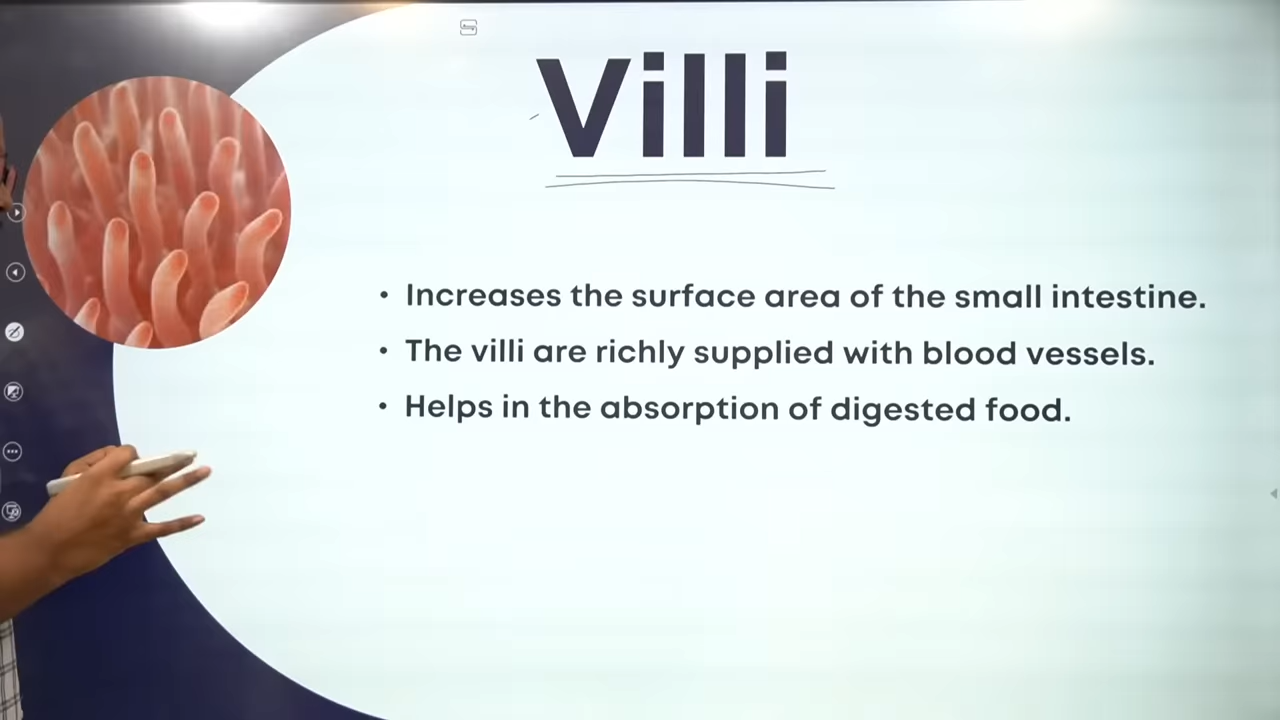 Villi
• Increases the surface area of the small intestine.
• The villi are richly supplied with blood vessels.
• Helps in the absorption of digested food.